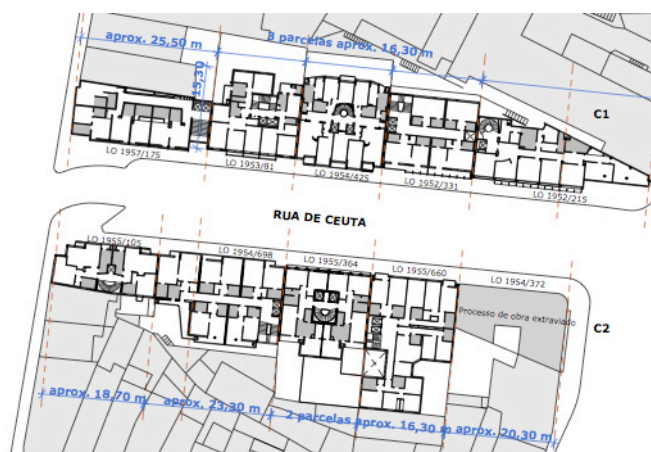 aprox. 25,50 m
3 parcelas aprox. 16,30 m
15,30
C1
LO 1957/175
LO 1953/81
LO 1954/425
LO 1952/331
LO 1952/215
RUA DE CEUTA
LO 1955/105
LO 1954/698
LO 1955/364
LO 1955/660
LO 1954/372
Processo de obra extraviado
C2
aprox. 18,70 m
aprox. 23,30 m
2 parcelas aprox. 16,30 m
aprox. 20,30 m